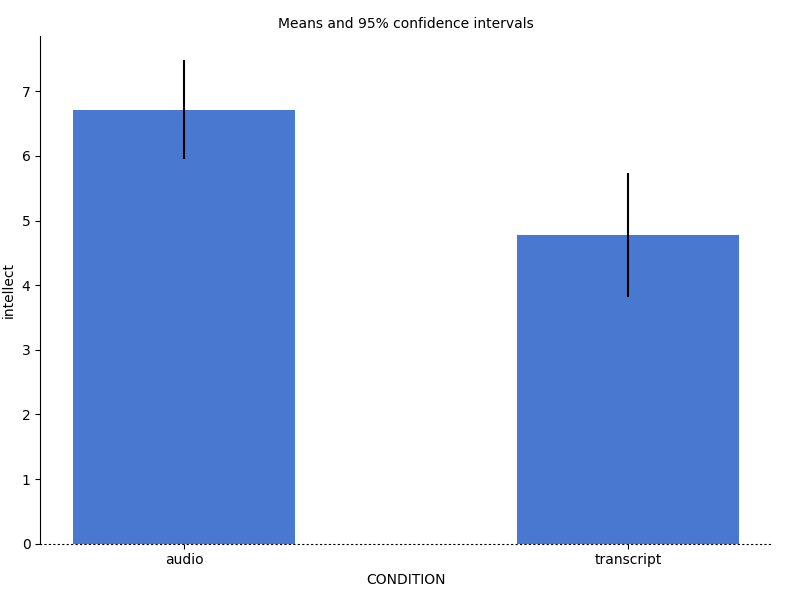 Means and 95% confidence intervals
intellect
7
6
5
4
3
2
1
0
audio
transcript
CONDITION